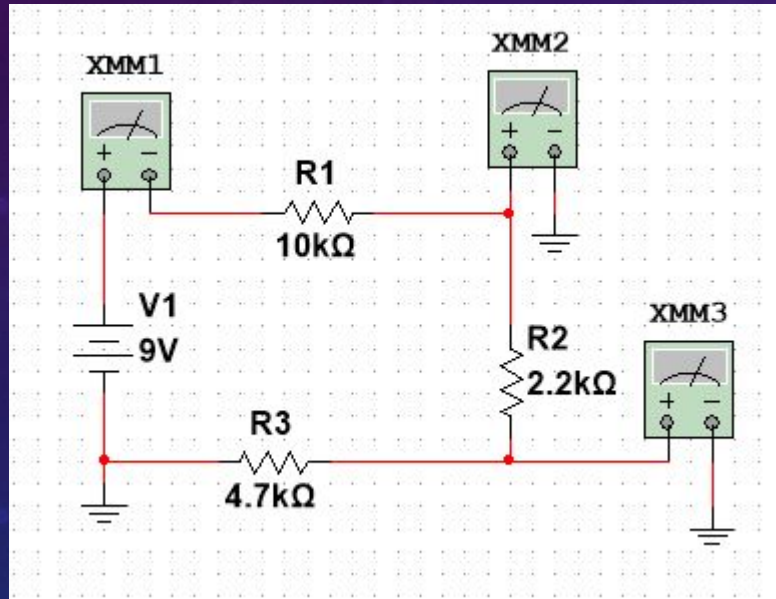 XMM1
XMM2
+ −
+ −
R1
10kΩ
V1
9V
XMM3
R2
2.2kΩ
+ −
R3
4.7kΩ